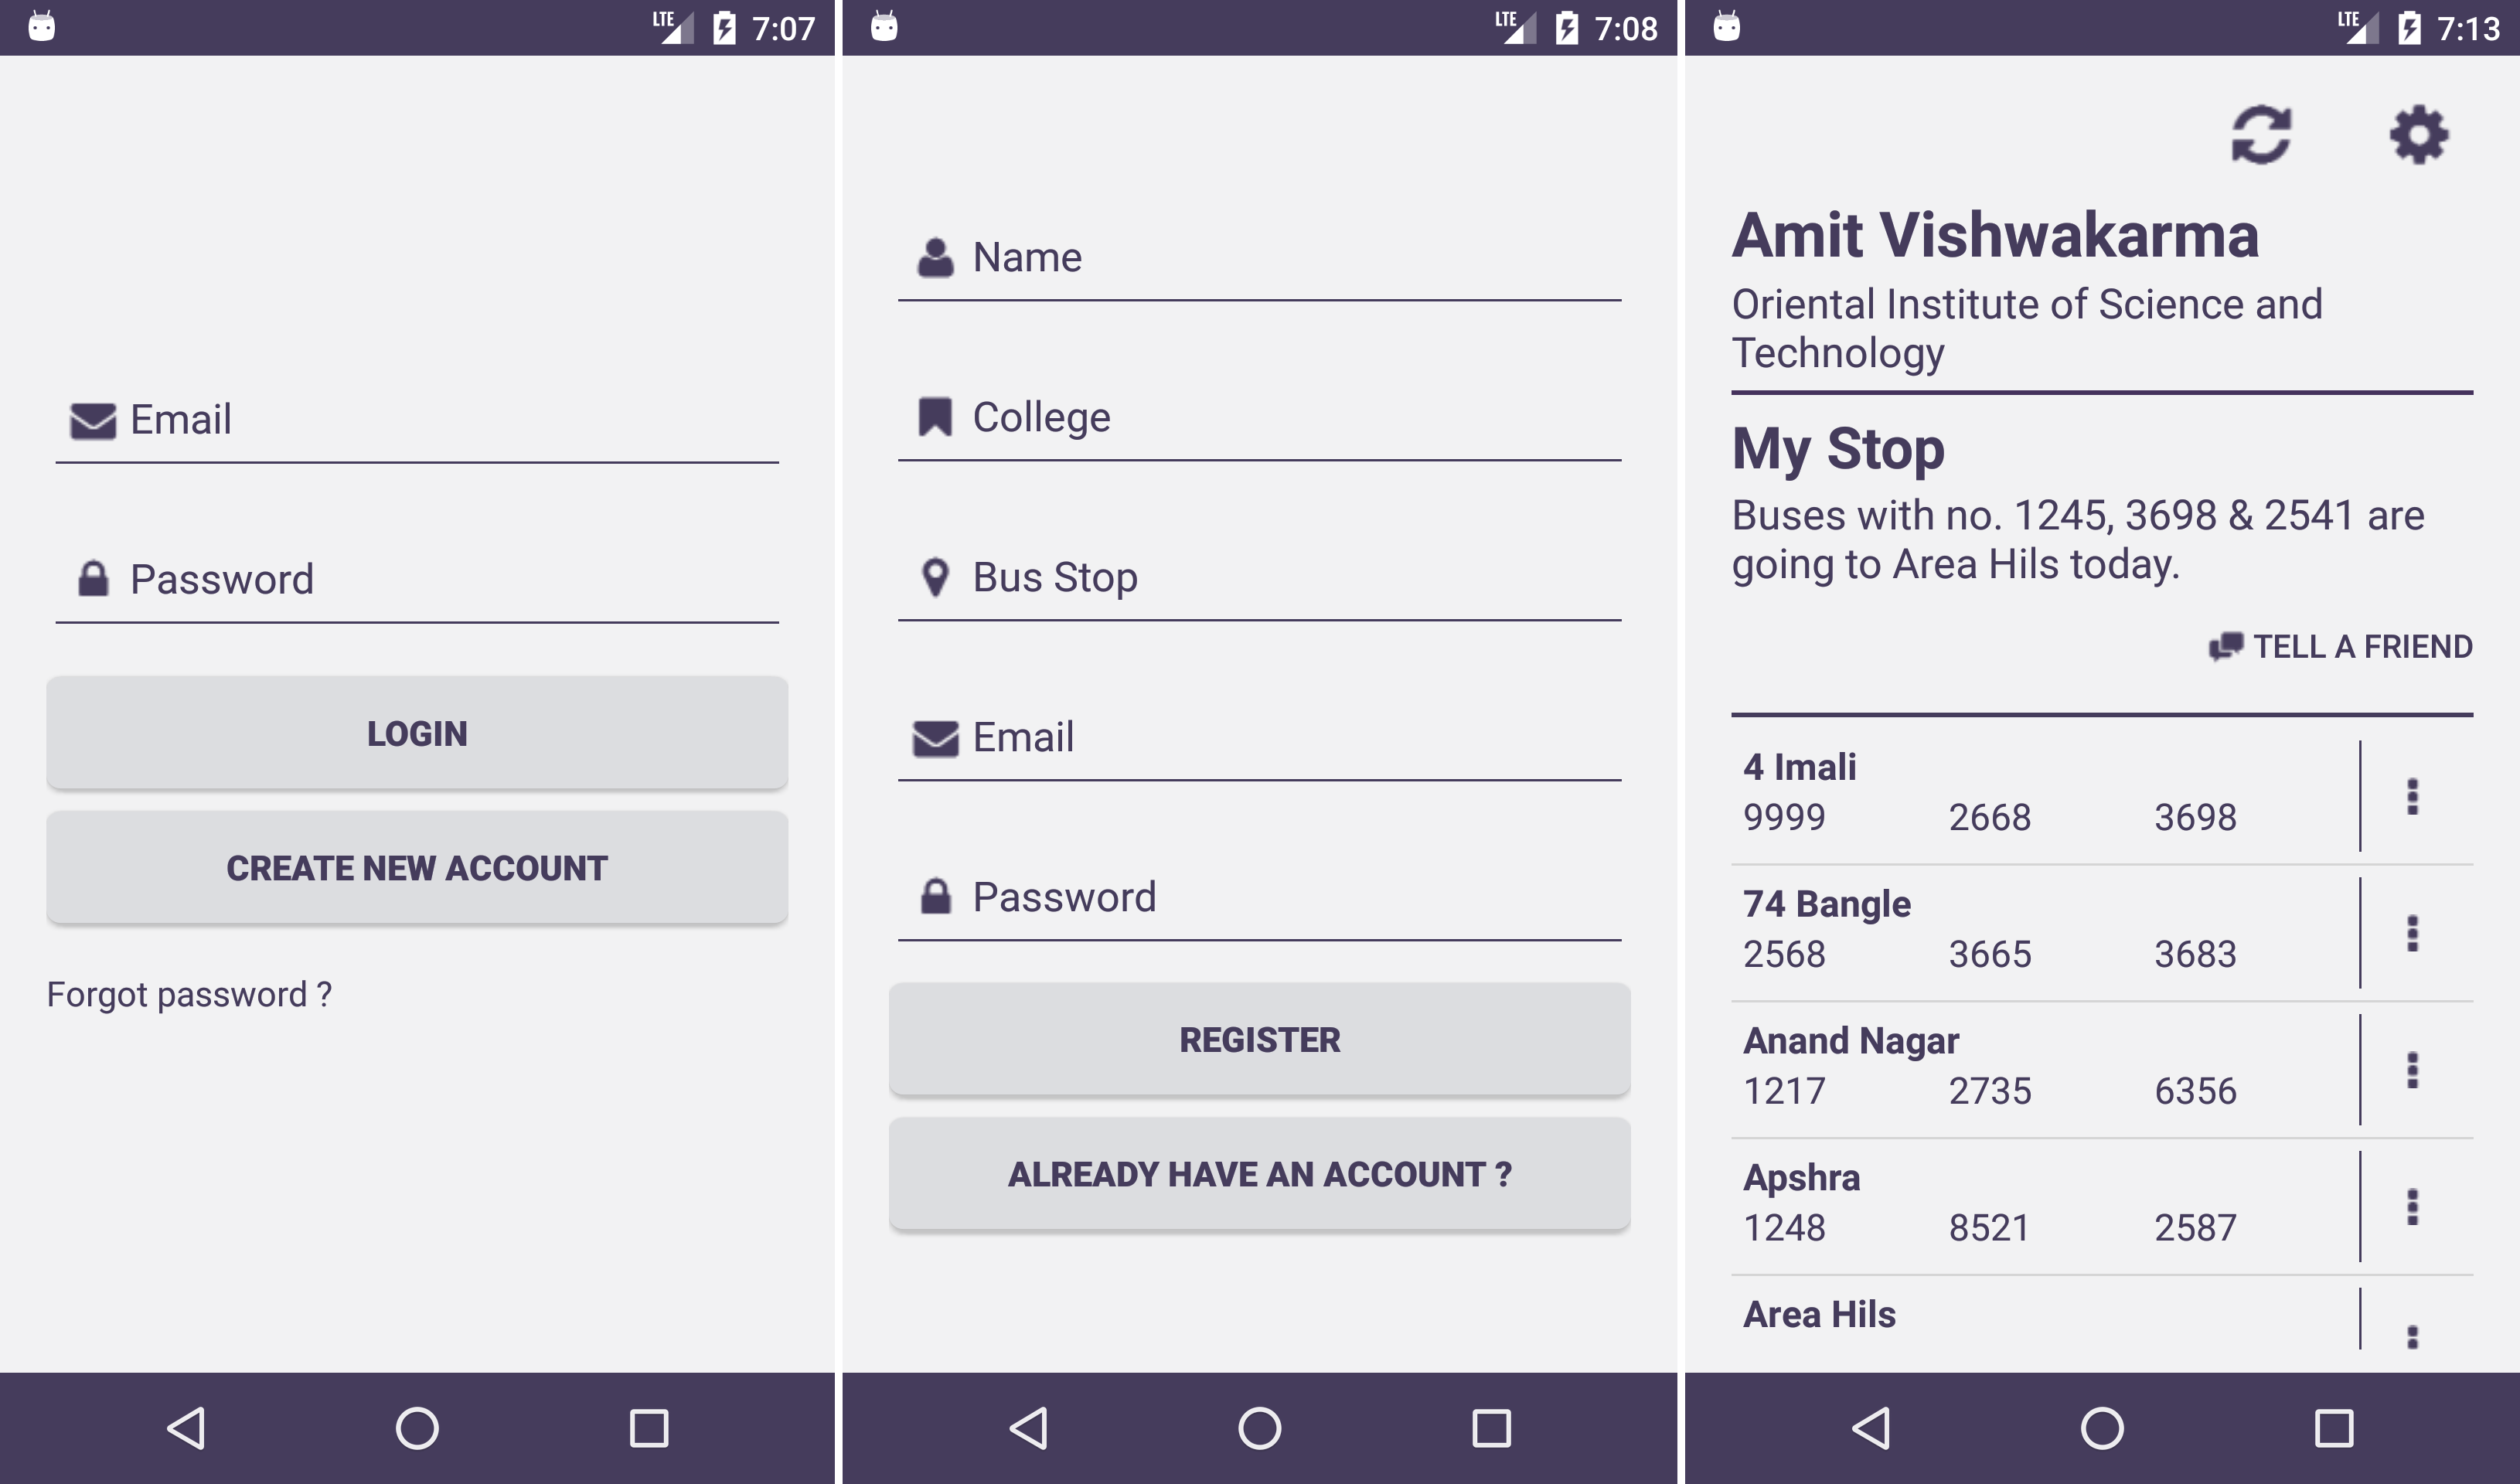 LTE 7:07
Email
Password
LOGIN
CREATE NEW ACCOUNT
Forgot password ?
LTE 7:08
Name
College
Bus Stop
Email
Password
REGISTER
ALREADY HAVE AN ACCOUNT ?
LTE 7:13
Amit Vishwakarma
Oriental Institute of Science and
Technology
My Stop
Buses with no. 1245, 3698 & 2541 are
going to Area Hils today.
TELL A FRIEND
4 Imali
9999 2668 3698
74 Bangle
2568 3665 3683
Anand Nagar
1217 2735 6356
Apshra
1248 8521 2587
Area Hils